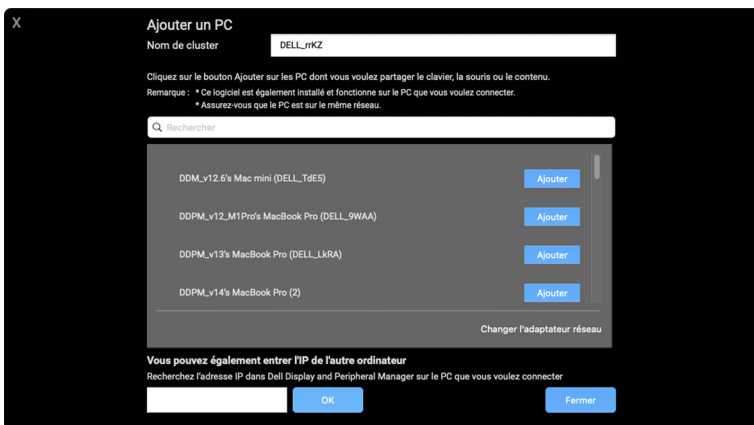 X
Ajouter un PC
Nom de cluster DELL_rrKZ
Cliquez sur le bouton Ajouter sur les PC dont vous voulez partager le clavier, la souris ou le contenu.
Remarque : * Ce logiciel est également installé et fonctionne sur le PC que vous voulez connecter.
* Assurez-vous que le PC est sur le même réseau.
Rechercher
DDM_v12.6's Mac mini (DELL_TdE5) Ajouter
DDPM_v12_M1Pro's MacBook Pro (DELL_9WAA) Ajouter
DDPM_v13's MacBook Pro (DELL_LkRA) Ajouter
DDPM_v14's MacBook Pro (2) Ajouter
Changer l'adaptateur réseau
Vous pouvez également entrer l'IP de l'autre ordinateur
Recherchez l'adresse IP dans Dell Display and Peripheral Manager sur le PC que vous voulez connecter
OK Fermer